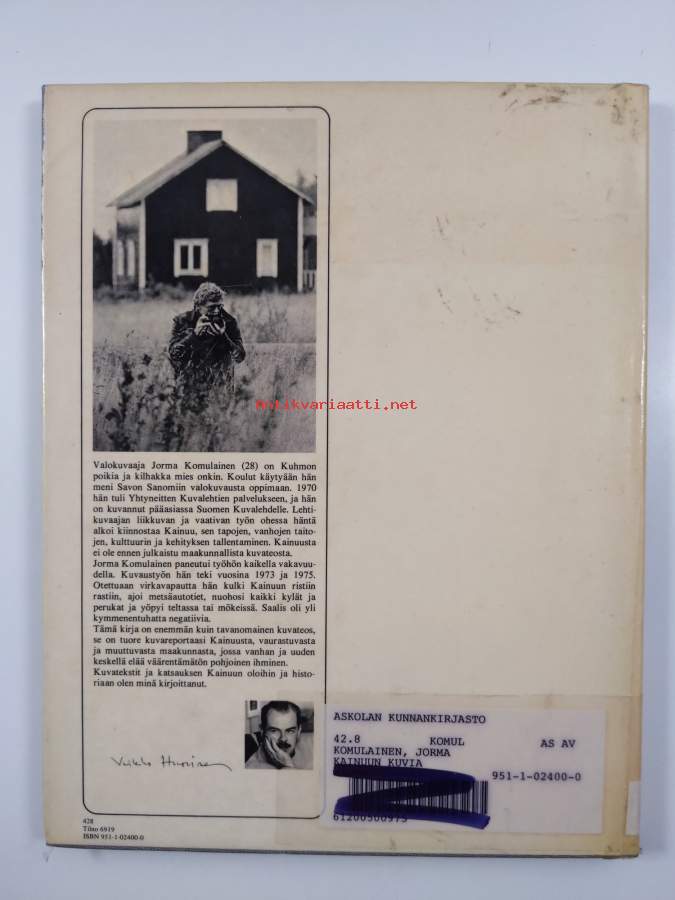 Antikvariaatti.net
Valokuvaaja Jorma Komulainen (28) on Kuhmon
poikia ja kilhakka mies onkin. Koulut käytyään hän
meni Savon Sanomiin valokuvausta oppimaan. 1970
hän tuli Yhtyneitten Kuvalehtien palvelukseen, ja hän
on kuvannut pääasiassa Suomen Kuvalehdelle. Lehti-
kuvaajan liikkuvan ja vaativan työn ohessa häntä
alkoi kiinnostaa Kainuu, sen tapojen, vanhojen taito-
jen, kulttuurin ja kehityksen tallentaminen. Kainuusta
ei ole ennen julkaistu maakunnallista kuvateosta.
Jorma Komulainen paneutui työhön kaikella vakavuu-
della. Kuvaustyön hän teki vuosina 1973 ja 1975.
Otettuaan virkavapautta hän kulki Kainuun ristiin
rastiin, ajoi metsäautotiet, nuohosi kaikki kylät ja
perukat ja yöpyi teltassa tai mökeissä. Saalis oli yli
kymmenentuhatta negatiivia.
Tämä kirja on enemmän kuin tavanomainen kuvateos,
se on tuore kuvareportaasi Kainuusta, vaurastuvasta
ja muuttuvasta maakunnasta, jossa vanhan ja uuden
keskellä elää väärentämätön pohjoinen ihminen.
Kuvatekstit ja katsauksen Kainuun oloihin ja histo-
riaan olen minä kirjoittanut.
Veikko Huovinen
ASKOLAN KUNNANKIRJASTO
42.8 KOMUL AS AV
KOMULAINEN, JORMA
KAINUUN KUVIA
951-1-02400-0
428
Tilno 6919
ISBN 951-1-02400-0